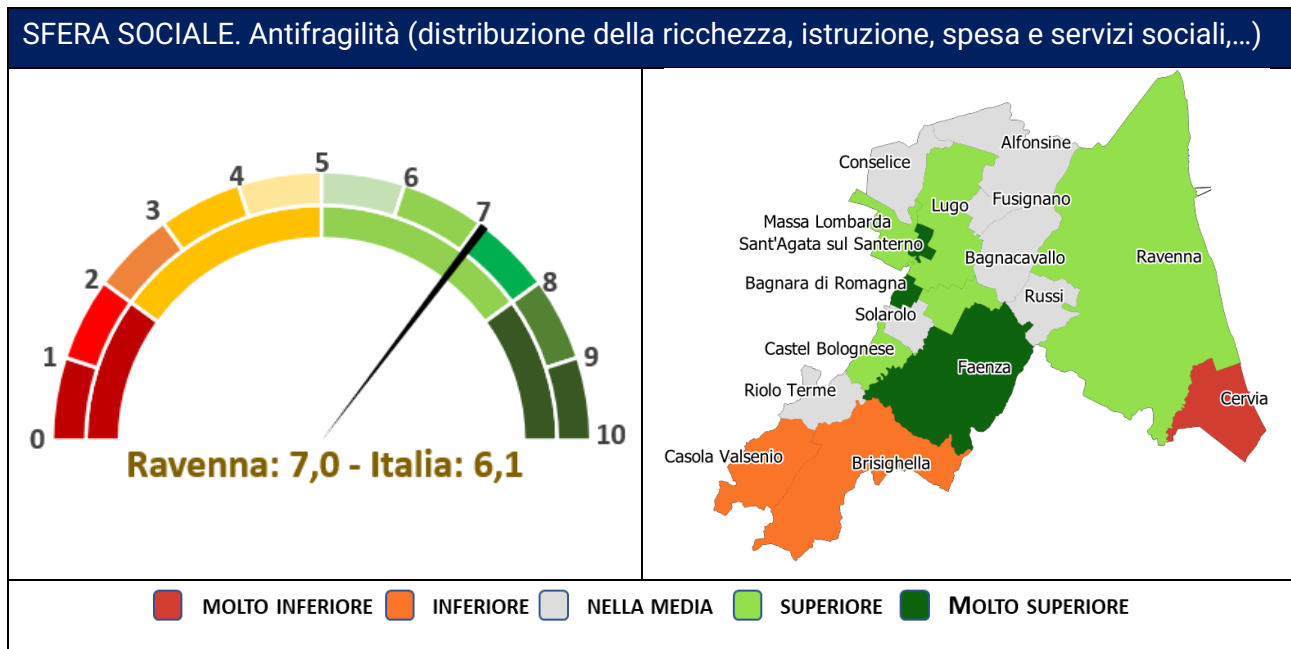 SFERA SOCIALE. Antifragilità (distribuzione della ricchezza, istruzione, spesa e servizi sociali,...)
0
1
2
3
4
5
6
7
8
9
10
Ravenna: 7,0 - Italia: 6,1
Alfonsine
Conselice
Fusignano
Lugo
Massa Lombarda
Sant'Agata sul Santerno
Bagnacavallo
Ravenna
Bagnara di Romagna
Russi
Solarolo
Castel Bolognese
Faenza
Riolo Terme
Cervia
Casola Valsenio
Brisighella
MOLTO INFERIORE
INFERIORE
NELLA MEDIA
SUPERIORE
MOLTO SUPERIORE